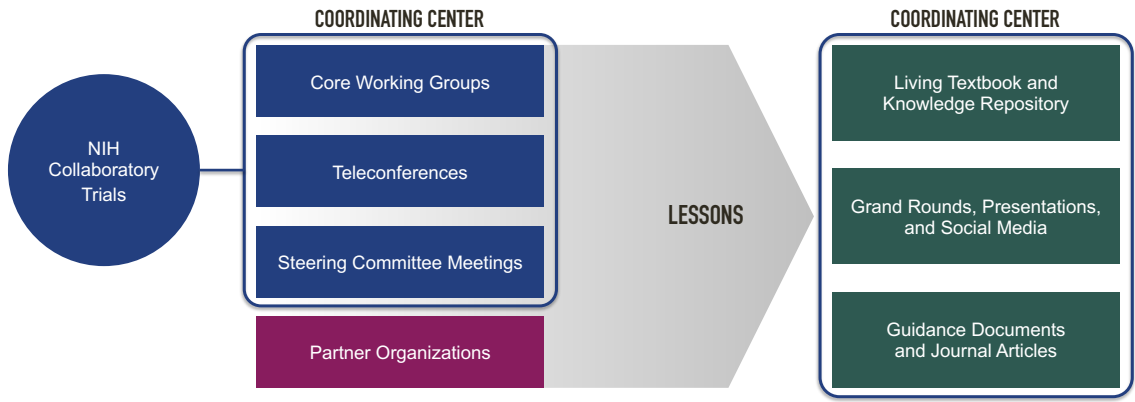 COORDINATING CENTER
NIH
Collaboratory
Trials
Core Working Groups
Teleconferences
Steering Committee Meetings
Partner Organizations
LESSONS
COORDINATING CENTER
Living Textbook and
Knowledge Repository
Grand Rounds, Presentations,
and Social Media
Guidance Documents
and Journal Articles